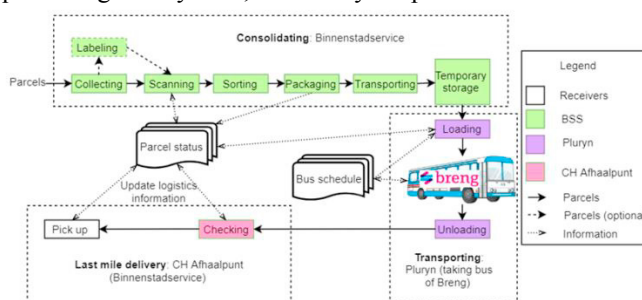 Consolidating: Binnenstadservice
Labeling
Parcels
Collecting
Scanning
Sorting
Packaging
Transporting
Temporary
storage
Parcel status
Loading
Bus schedule
breng
Update logistics
information
Pick up
Checking
Unloading
Last mile delivery: CH Afhaalpunt
(Binnenstadservice)
Transporting:
Pluryn (taking bus
of Breng)
Legend
Receivers
BSS
Pluryn
CH Afhaalpunt
Parcels
Parcels (optiona
Information